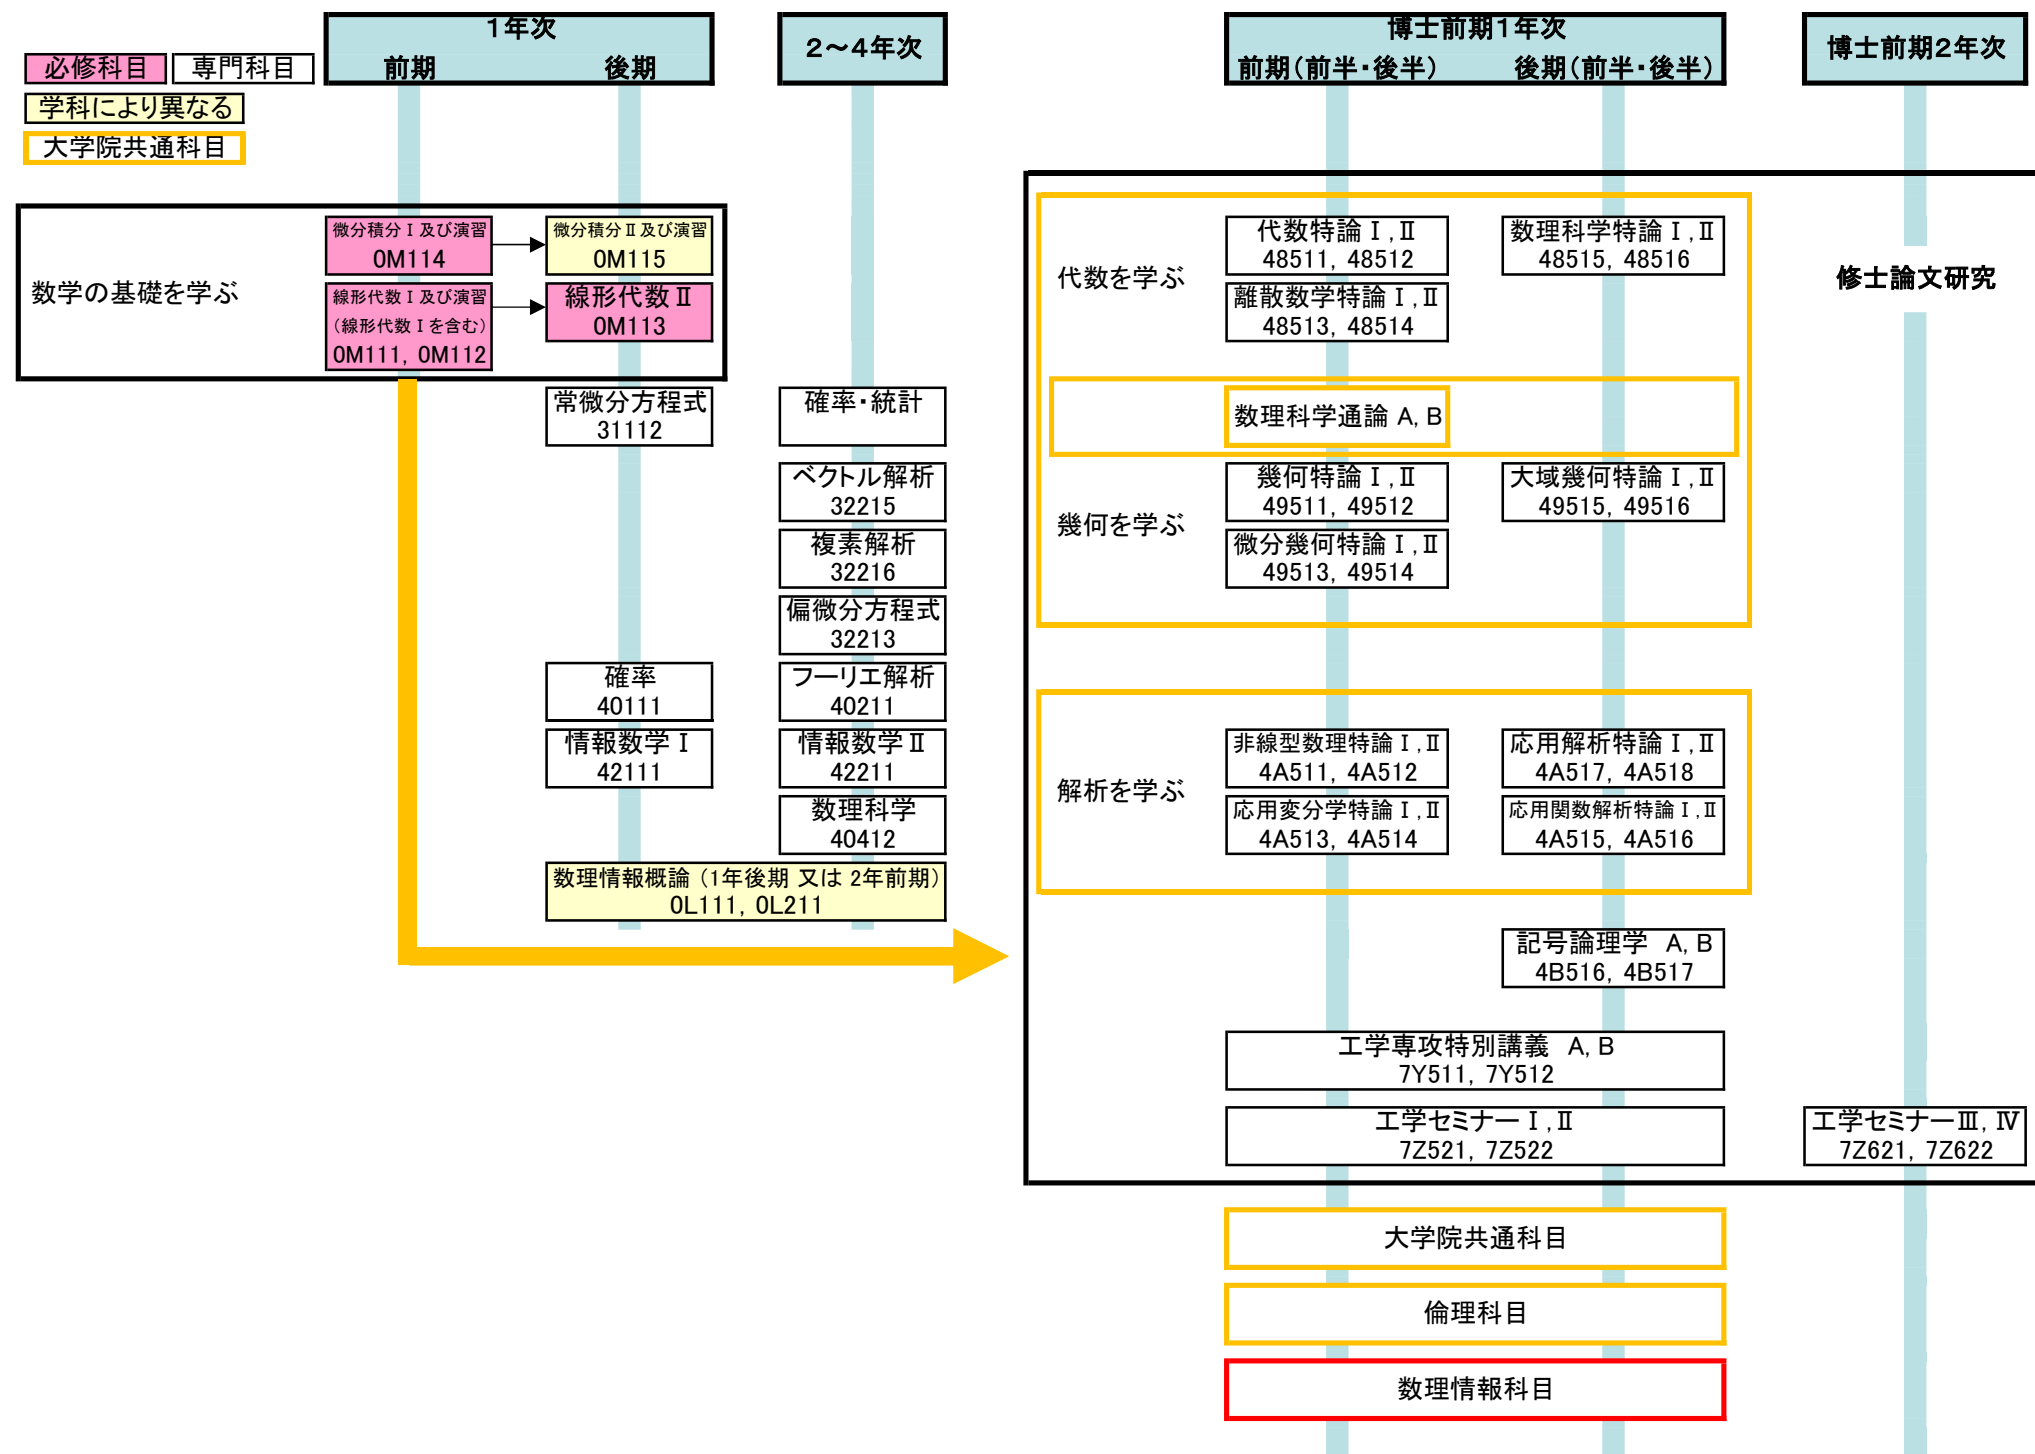 1年次
前期
後期
2～4年次
博士前期1年次
前期(前半・後半)
後期(前半・後半)
博士前期2年次
必修科目
専門科目
学科により異なる
大学院共通科目
数学の基礎を学ぶ
微分積分Ⅰ及び演習
0M114
微分積分Ⅱ及び演習
0M115
線形代数Ⅰ及び演習
(線形代数Ⅰを含む)
0M111, 0M112
線形代数Ⅱ
0M113
常微分方程式
31112
確率・統計
ベクトル解析
32215
複素解析
32216
偏微分方程式
32213
確率
40111
フーリエ解析
40211
情報数学Ⅰ
42111
情報数学Ⅱ
42211
数理科学
40412
数理情報概論 (1年後期 又は 2年前期)
0L111, 0L211
代数を学ぶ
代数特論Ⅰ,Ⅱ
48511, 48512
数理科学特論Ⅰ,Ⅱ
48515, 48516
離散数学特論Ⅰ,Ⅱ
48513, 48514
修士論文研究
数理科学通論 A, B
幾何を学ぶ
幾何特論Ⅰ,Ⅱ
49511, 49512
大域幾何特論Ⅰ,Ⅱ
49515, 49516
微分幾何特論Ⅰ,Ⅱ
49513, 49514
解析を学ぶ
非線型数理特論Ⅰ,Ⅱ
4A511, 4A512
応用解析特論Ⅰ,Ⅱ
4A517, 4A518
応用変分学特論Ⅰ,Ⅱ
4A513, 4A514
応用関数解析特論Ⅰ,Ⅱ
4A515, 4A516
記号論理学　A, B
4B516, 4B517
工学専攻特別講義　A, B
7Y511, 7Y512
工学セミナーⅠ,Ⅱ
7Z521, 7Z522
工学セミナーⅢ, Ⅳ
7Z621, 7Z622
大学院共通科目
倫理科目
数理情報科目